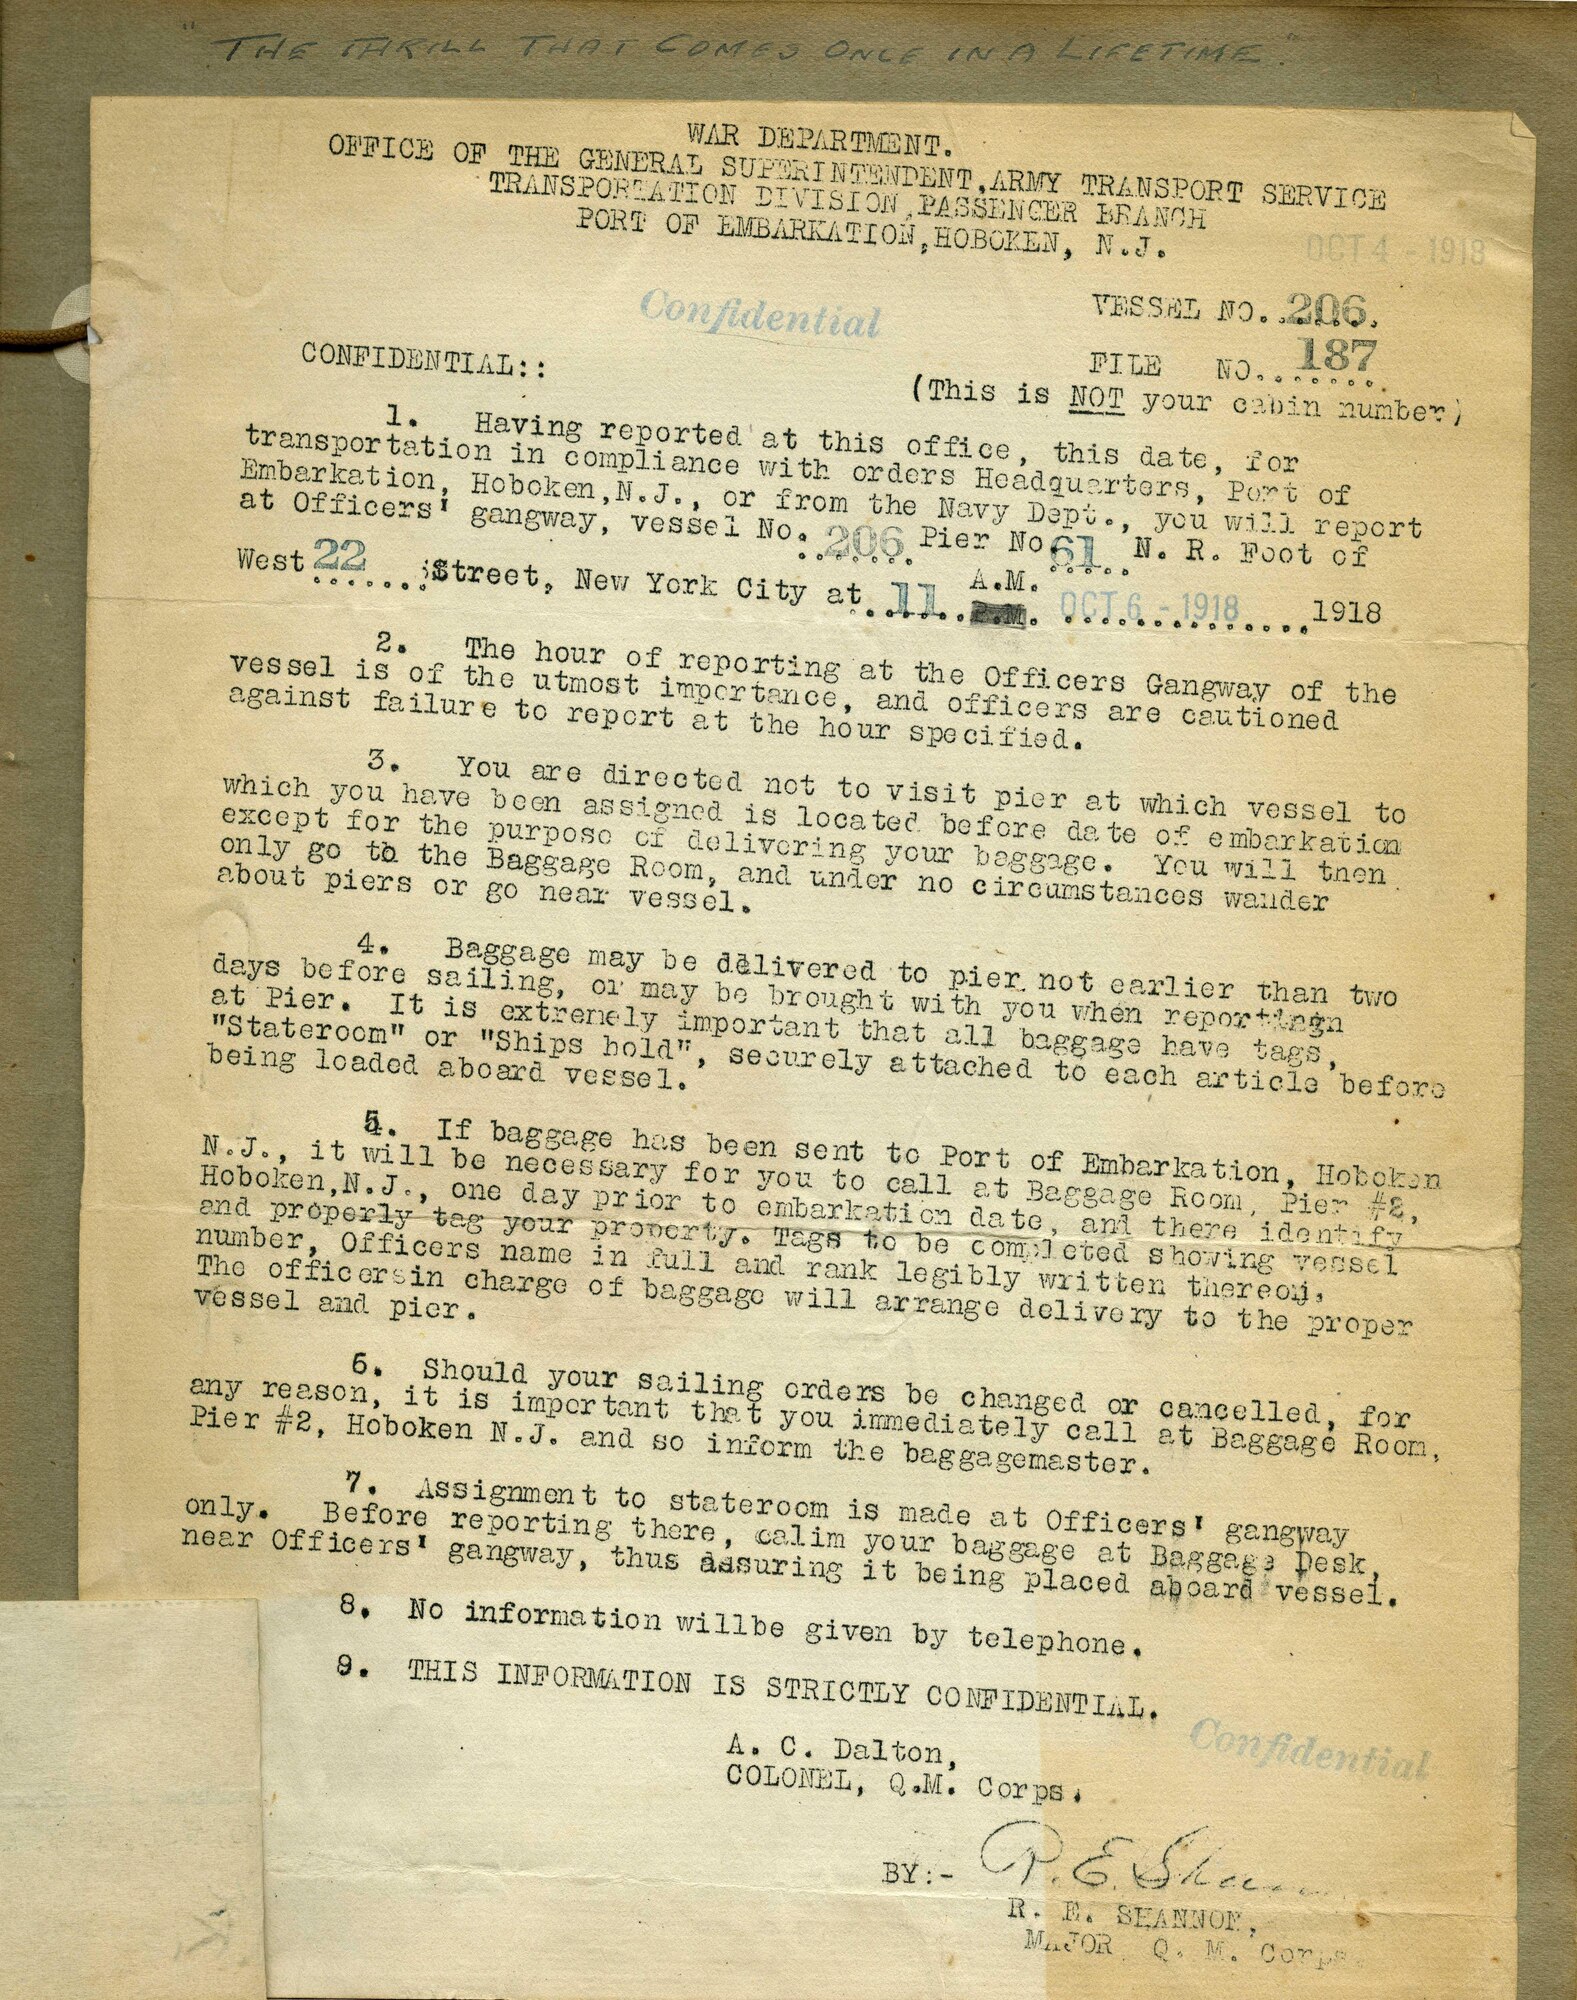 "THE THRILL THAT COMES ONCE IN A LIFETIME."
WAR DEPARTMENT.
OFFICE OF THE GENERAL SUPERINTENDENT,ARMY TRANSPORT SERVICE
TRANSPORTATION DIVISION,PASSENGER BRANCH
PORT OF EMBARKATION,HOBOKEN, N.J.
OCT 4 - 1918
Confidential
VESSEL NO. 206.
CONFIDENTIAL::
FILE NO. 187
(This is NOT your cabin number)
1. Having reported at this office, this date, for
transportation in compliance with orders Headquarters, Port of
Embarkation, Hoboken,N.J., or from the Navy Dept., you will report
at Officers' gangway, vessel No. 206 Pier No 61 N. R. Foot of
West 22 Street, New York City at 11 A.M. P.M. OCT 6 - 1918 1918
2. The hour of reporting at the Officers Gangway of the
vessel is of the utmost importance, and officers are cautioned
against failure to report at the hour specified.
3. You are directed not to visit pier at which vessel to
which you have been assigned is located before date of embarkation
except for the purpose of delivering your baggage. You will then
only go to the Baggage Room, and under no circumstances wander
about piers or go near vessel.
4. Baggage may be delivered to pier not earlier than two
days before sailing, or may be brought with you when reporting
at Pier. It is extremely important that all baggage have tags,
"Stateroom" or "Ships hold", securely attached to each article before
being loaded aboard vessel.
5. If baggage has been sent to Port of Embarkation, Hoboken
N.J., it will be necessary for you to call at Baggage Room, Pier #2,
Hoboken,N.J., one day prior to embarkation date, and there identify
and properly tag your property. Tags to be completed showing vessel
number, Officers name in full and rank legibly written thereon.
The officersin charge of baggage will arrange delivery to the proper
vessel and pier.
6. Should your sailing orders be changed or cancelled, for
any reason, it is important that you immediately call at Baggage Room,
Pier #2, Hoboken N.J. and so inform the baggagemaster.
7. Assignment to stateroom is made at Officers' gangway
only. Before reporting there, calim your baggage at Baggage Desk,
near Officers' gangway, thus assuring it being placed aboard vessel.
8. No information willbe given by telephone.
9. THIS INFORMATION IS STRICTLY CONFIDENTIAL.
Confidential
A. C. Dalton,
COLONEL, Q.M. Corps.
BY:- R. E. Shannon
R. E. SHANNON,
MAJOR Q. M. Corps.